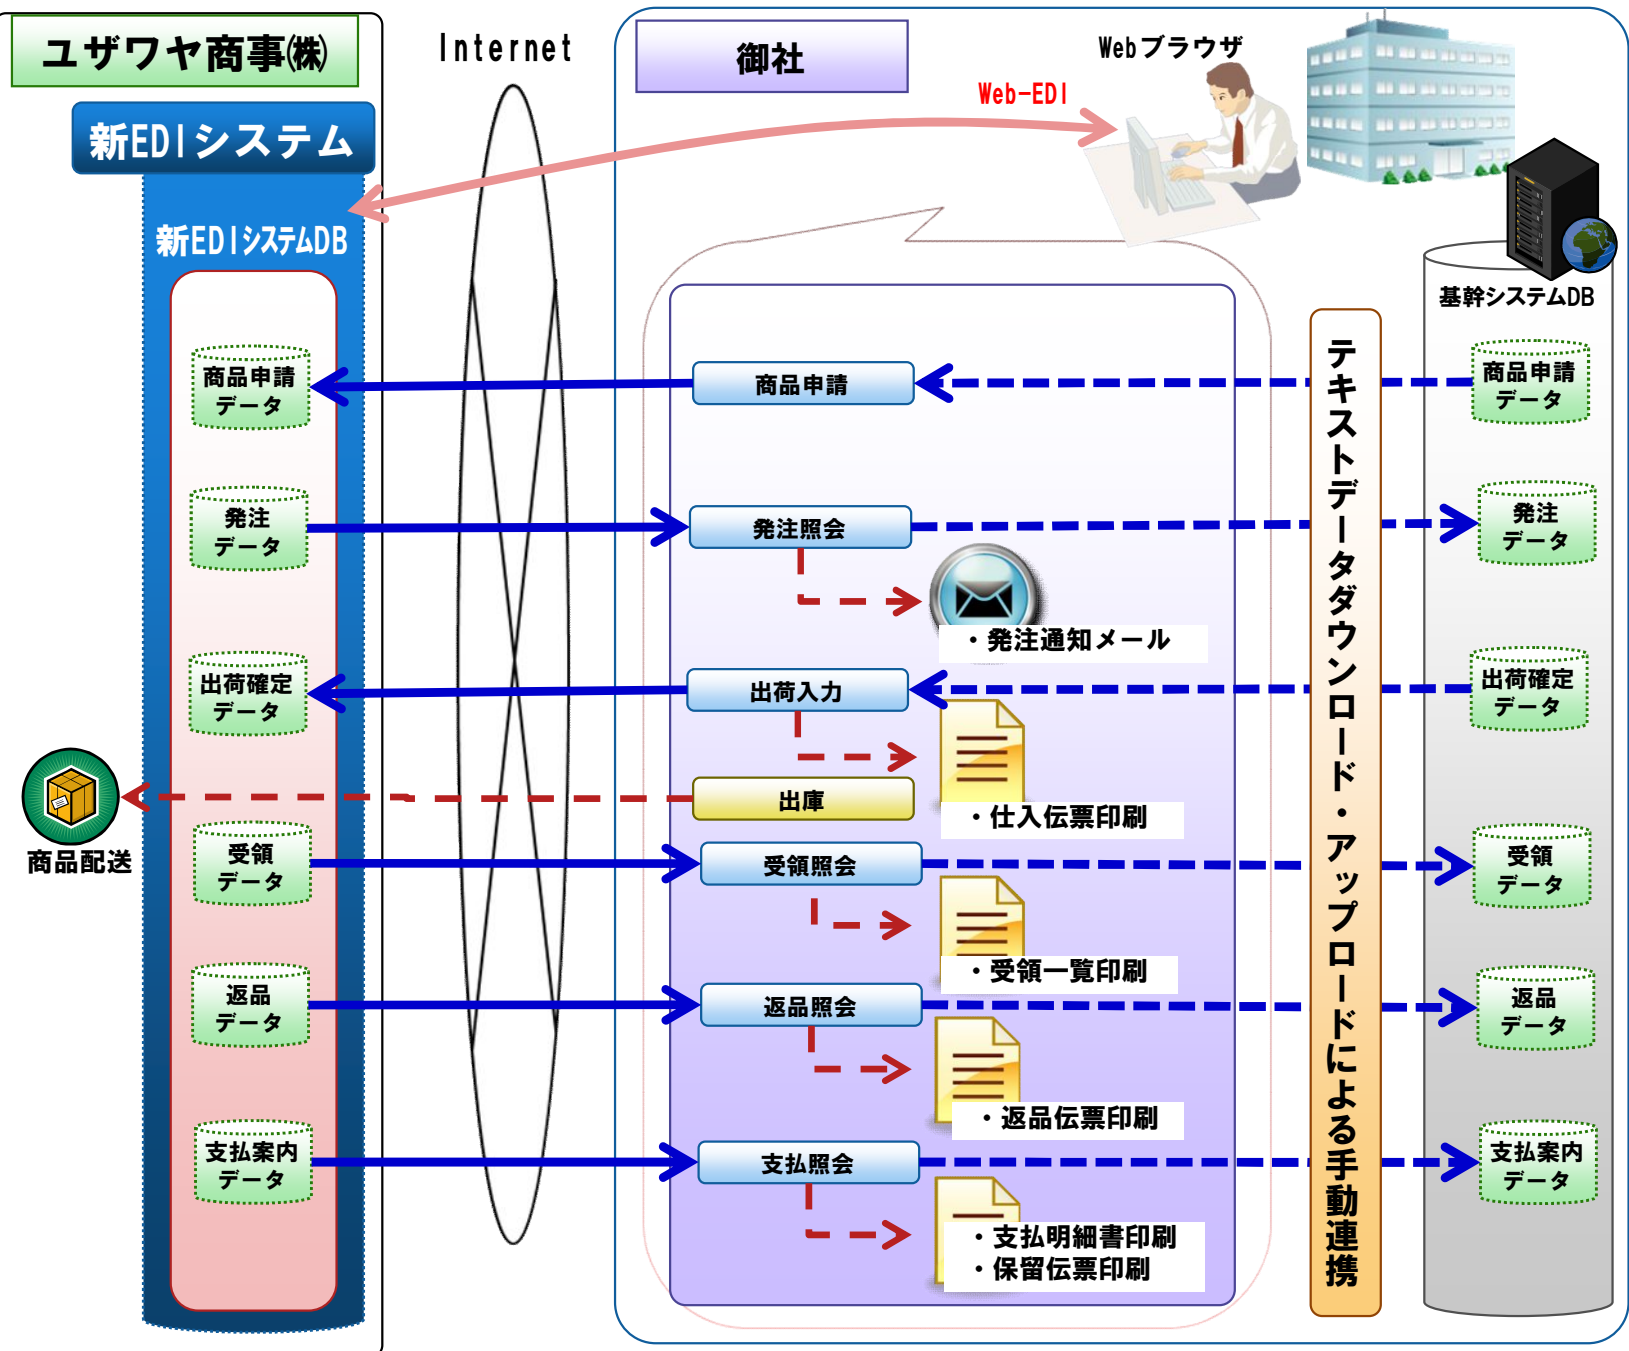 ユザワヤ商事㈱
Internet
御社
Webブラウザ
Web-EDI
新EDIシステム
新EDIシステムDB
基幹システムDB
商品申請
データ
商品申請
商品申請
データ
発注
データ
発注照会
発注
データ
・発注通知メール
出荷確定
データ
出荷入力
出荷確定
データ
出庫
・仕入伝票印刷
商品配送
受領
データ
受領照会
受領
データ
・受領一覧印刷
返品
データ
返品照会
返品
データ
・返品伝票印刷
支払案内
データ
支払照会
支払案内
データ
・支払明細書印刷
・保留伝票印刷
テキストデータダウンロード・アップロードによる手動連携